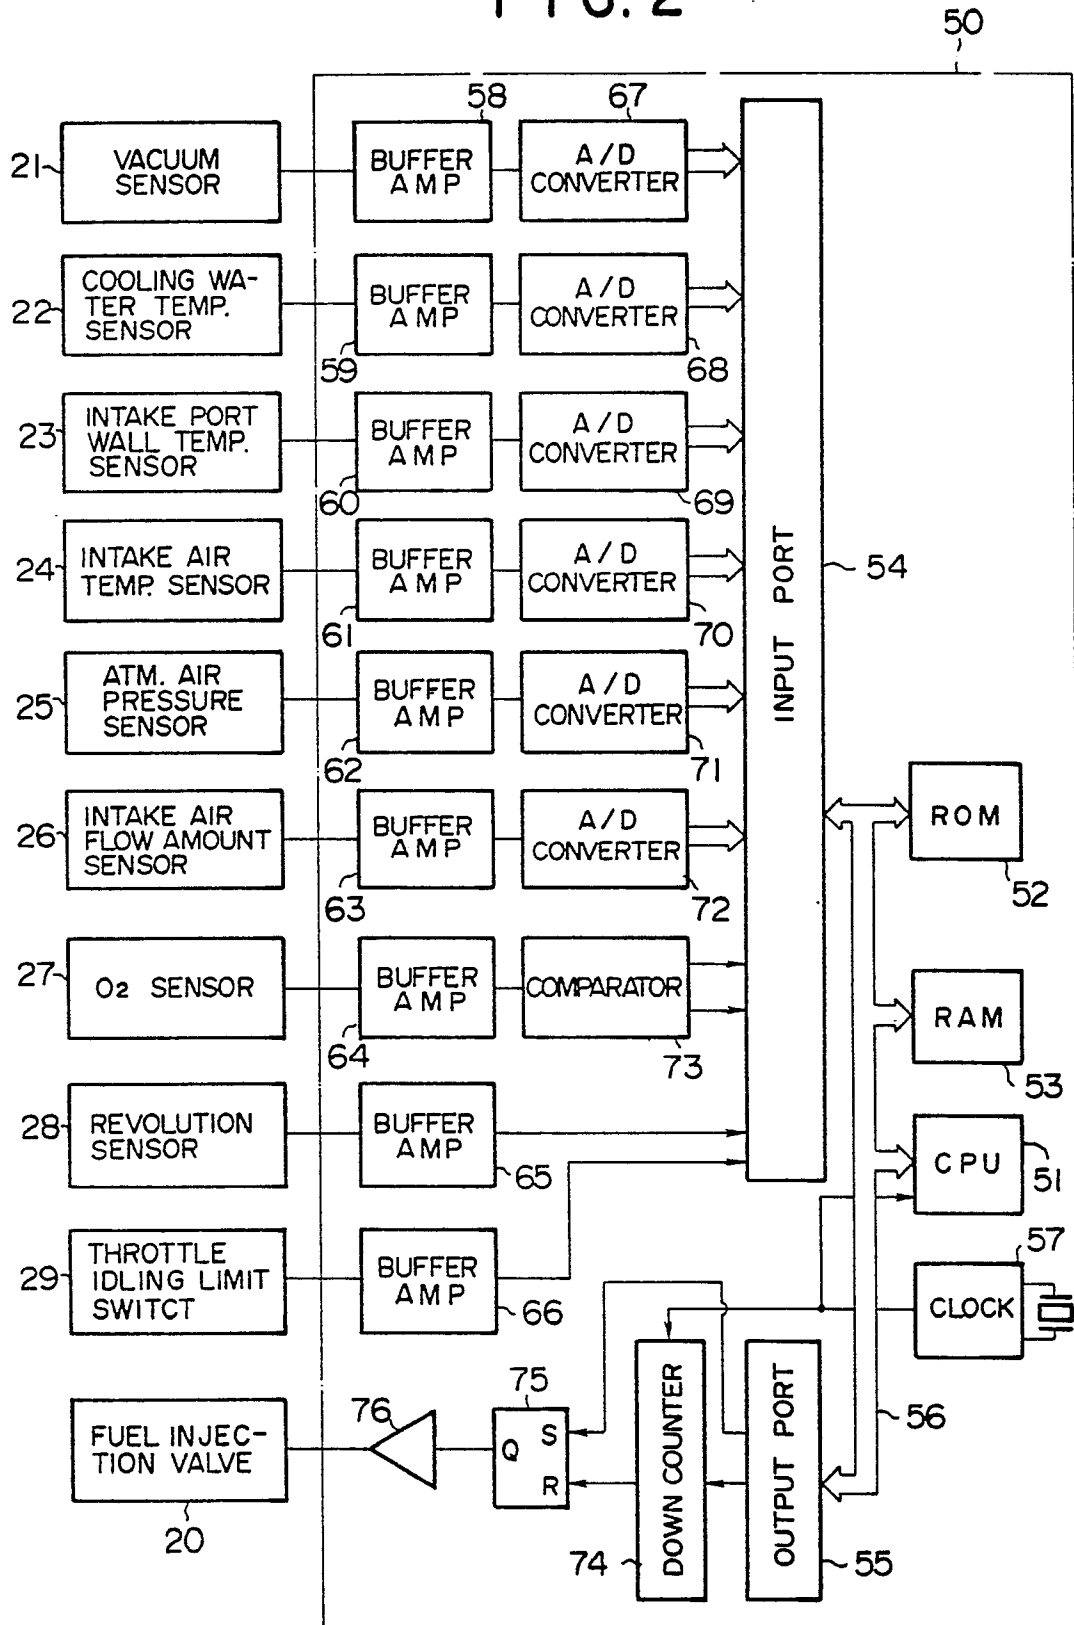 FIG. 2
50
58
67
21
VACUUM
SENSOR
BUFFER
AMP
A/D
CONVERTER
22
COOLING WA-
TER TEMP.
SENSOR
BUFFER
AMP
A/D
CONVERTER
59
68
23
INTAKE PORT
WALL TEMP.
SENSOR
BUFFER
AMP
A/D
CONVERTER
60
69
24
INTAKE AIR
TEMP. SENSOR
BUFFER
AMP
A/D
CONVERTER
61
70
INPUT PORT
54
25
ATM. AIR
PRESSURE
SENSOR
BUFFER
AMP
A/D
CONVERTER
62
71
26
INTAKE AIR
FLOW AMOUNT
SENSOR
BUFFER
AMP
A/D
CONVERTER
63
72
ROM
52
27
O2 SENSOR
BUFFER
AMP
COMPARATOR
64
73
RAM
53
28
REVOLUTION
SENSOR
BUFFER
AMP
65
CPU
51
29
THROTTLE
IDLING LIMIT
SWITCT
BUFFER
AMP
66
57
CLOCK
FUEL INJEC-
TION VALVE
20
76
75
Q
S
R
DOWN COUNTER
74
OUTPUT PORT
55
56